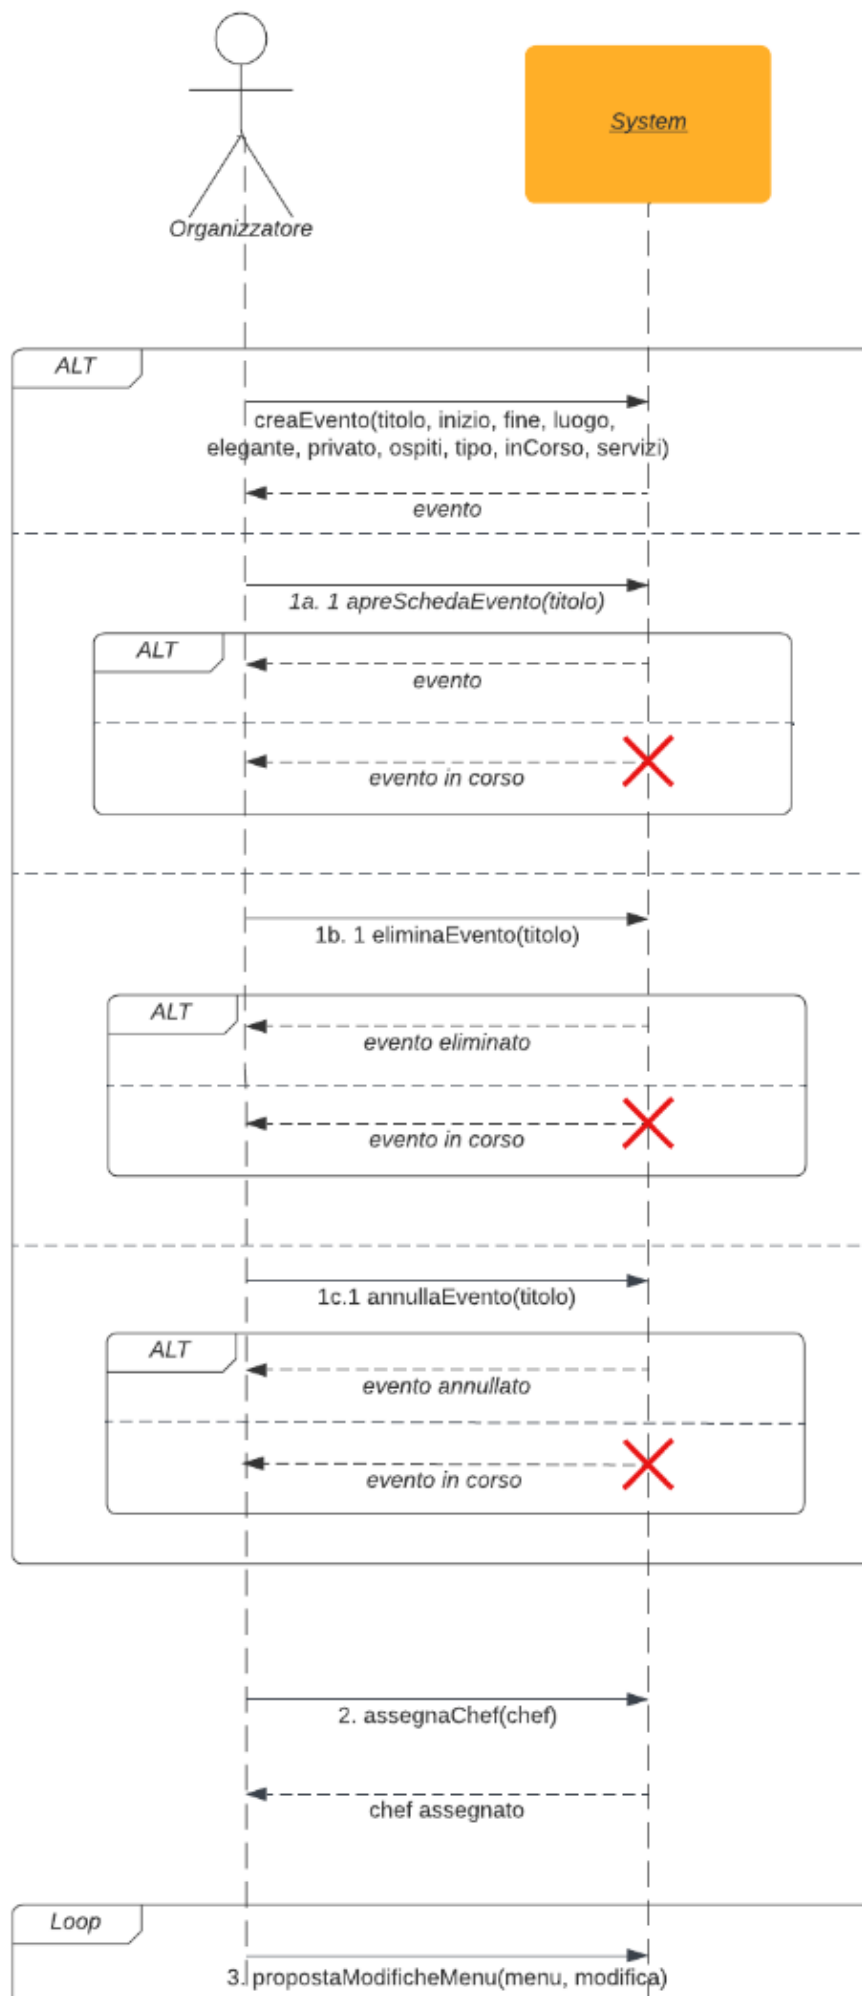 System
Organizzatore
ALT
creaEvento(titolo, inizio, fine, luogo,
elegante, privato, ospiti, tipo, inCorso, servizi)
evento
1a. 1 apreSchedaEvento(titolo)
ALT
evento
evento in corso
1b. 1 eliminaEvento(titolo)
ALT
evento eliminato
evento in corso
1c.1 annullaEvento(titolo)
ALT
evento annullato
evento in corso
2. assegnaChef(chef)
chef assegnato
Loop
3. propostaModificheMenu(menu, modifica)